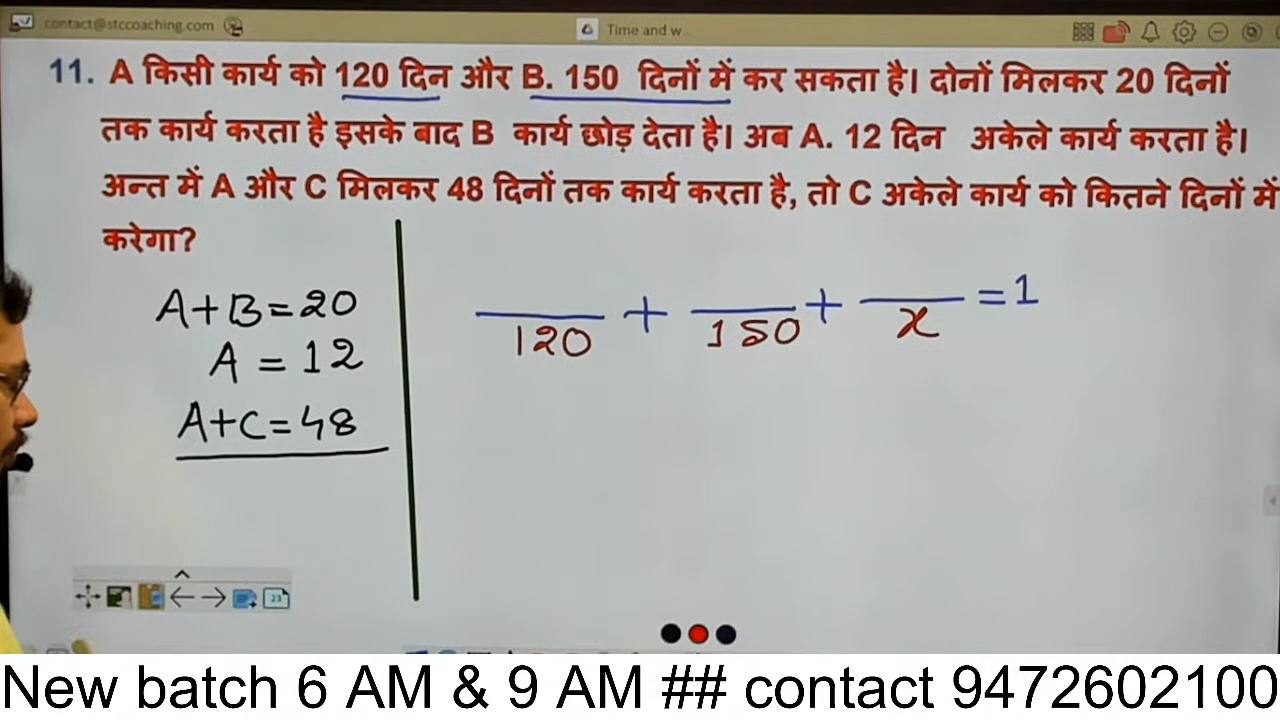 contact@stccoaching.com
Time and w..
11. A किसी कार्य को 120 दिन और B. 150 दिनों में कर सकता है। दोनों मिलकर 20 दिनों
तक कार्य करता है इसके बाद B कार्य छोड़ देता है। अब A. 12 दिन अकेले कार्य करता है।
अन्त में A और C मिलकर 48 दिनों तक कार्य करता है, तो C अकेले कार्य को कितने दिनों में
करेगा?
A+B=20
A = 12
A+C=48
120 + 150 + x =1
23
New batch 6 AM & 9 AM ## contact 9472602100